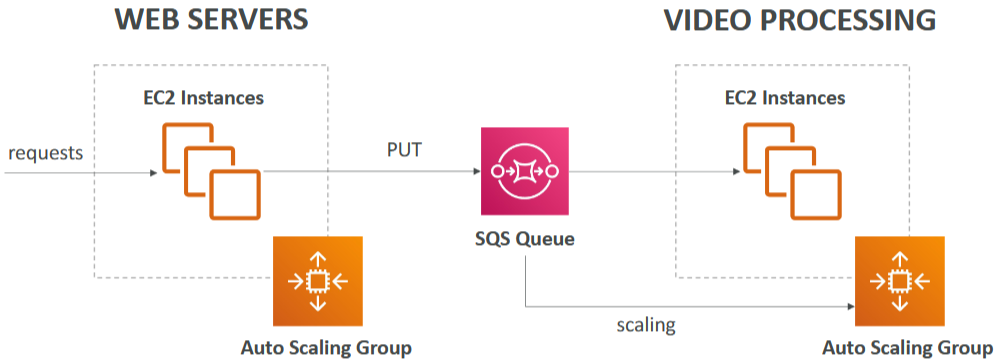 WEB SERVERS
VIDEO PROCESSING
EC2 Instances
EC2 Instances
requests
PUT
SQS Queue
scaling
Auto Scaling Group
Auto Scaling Group